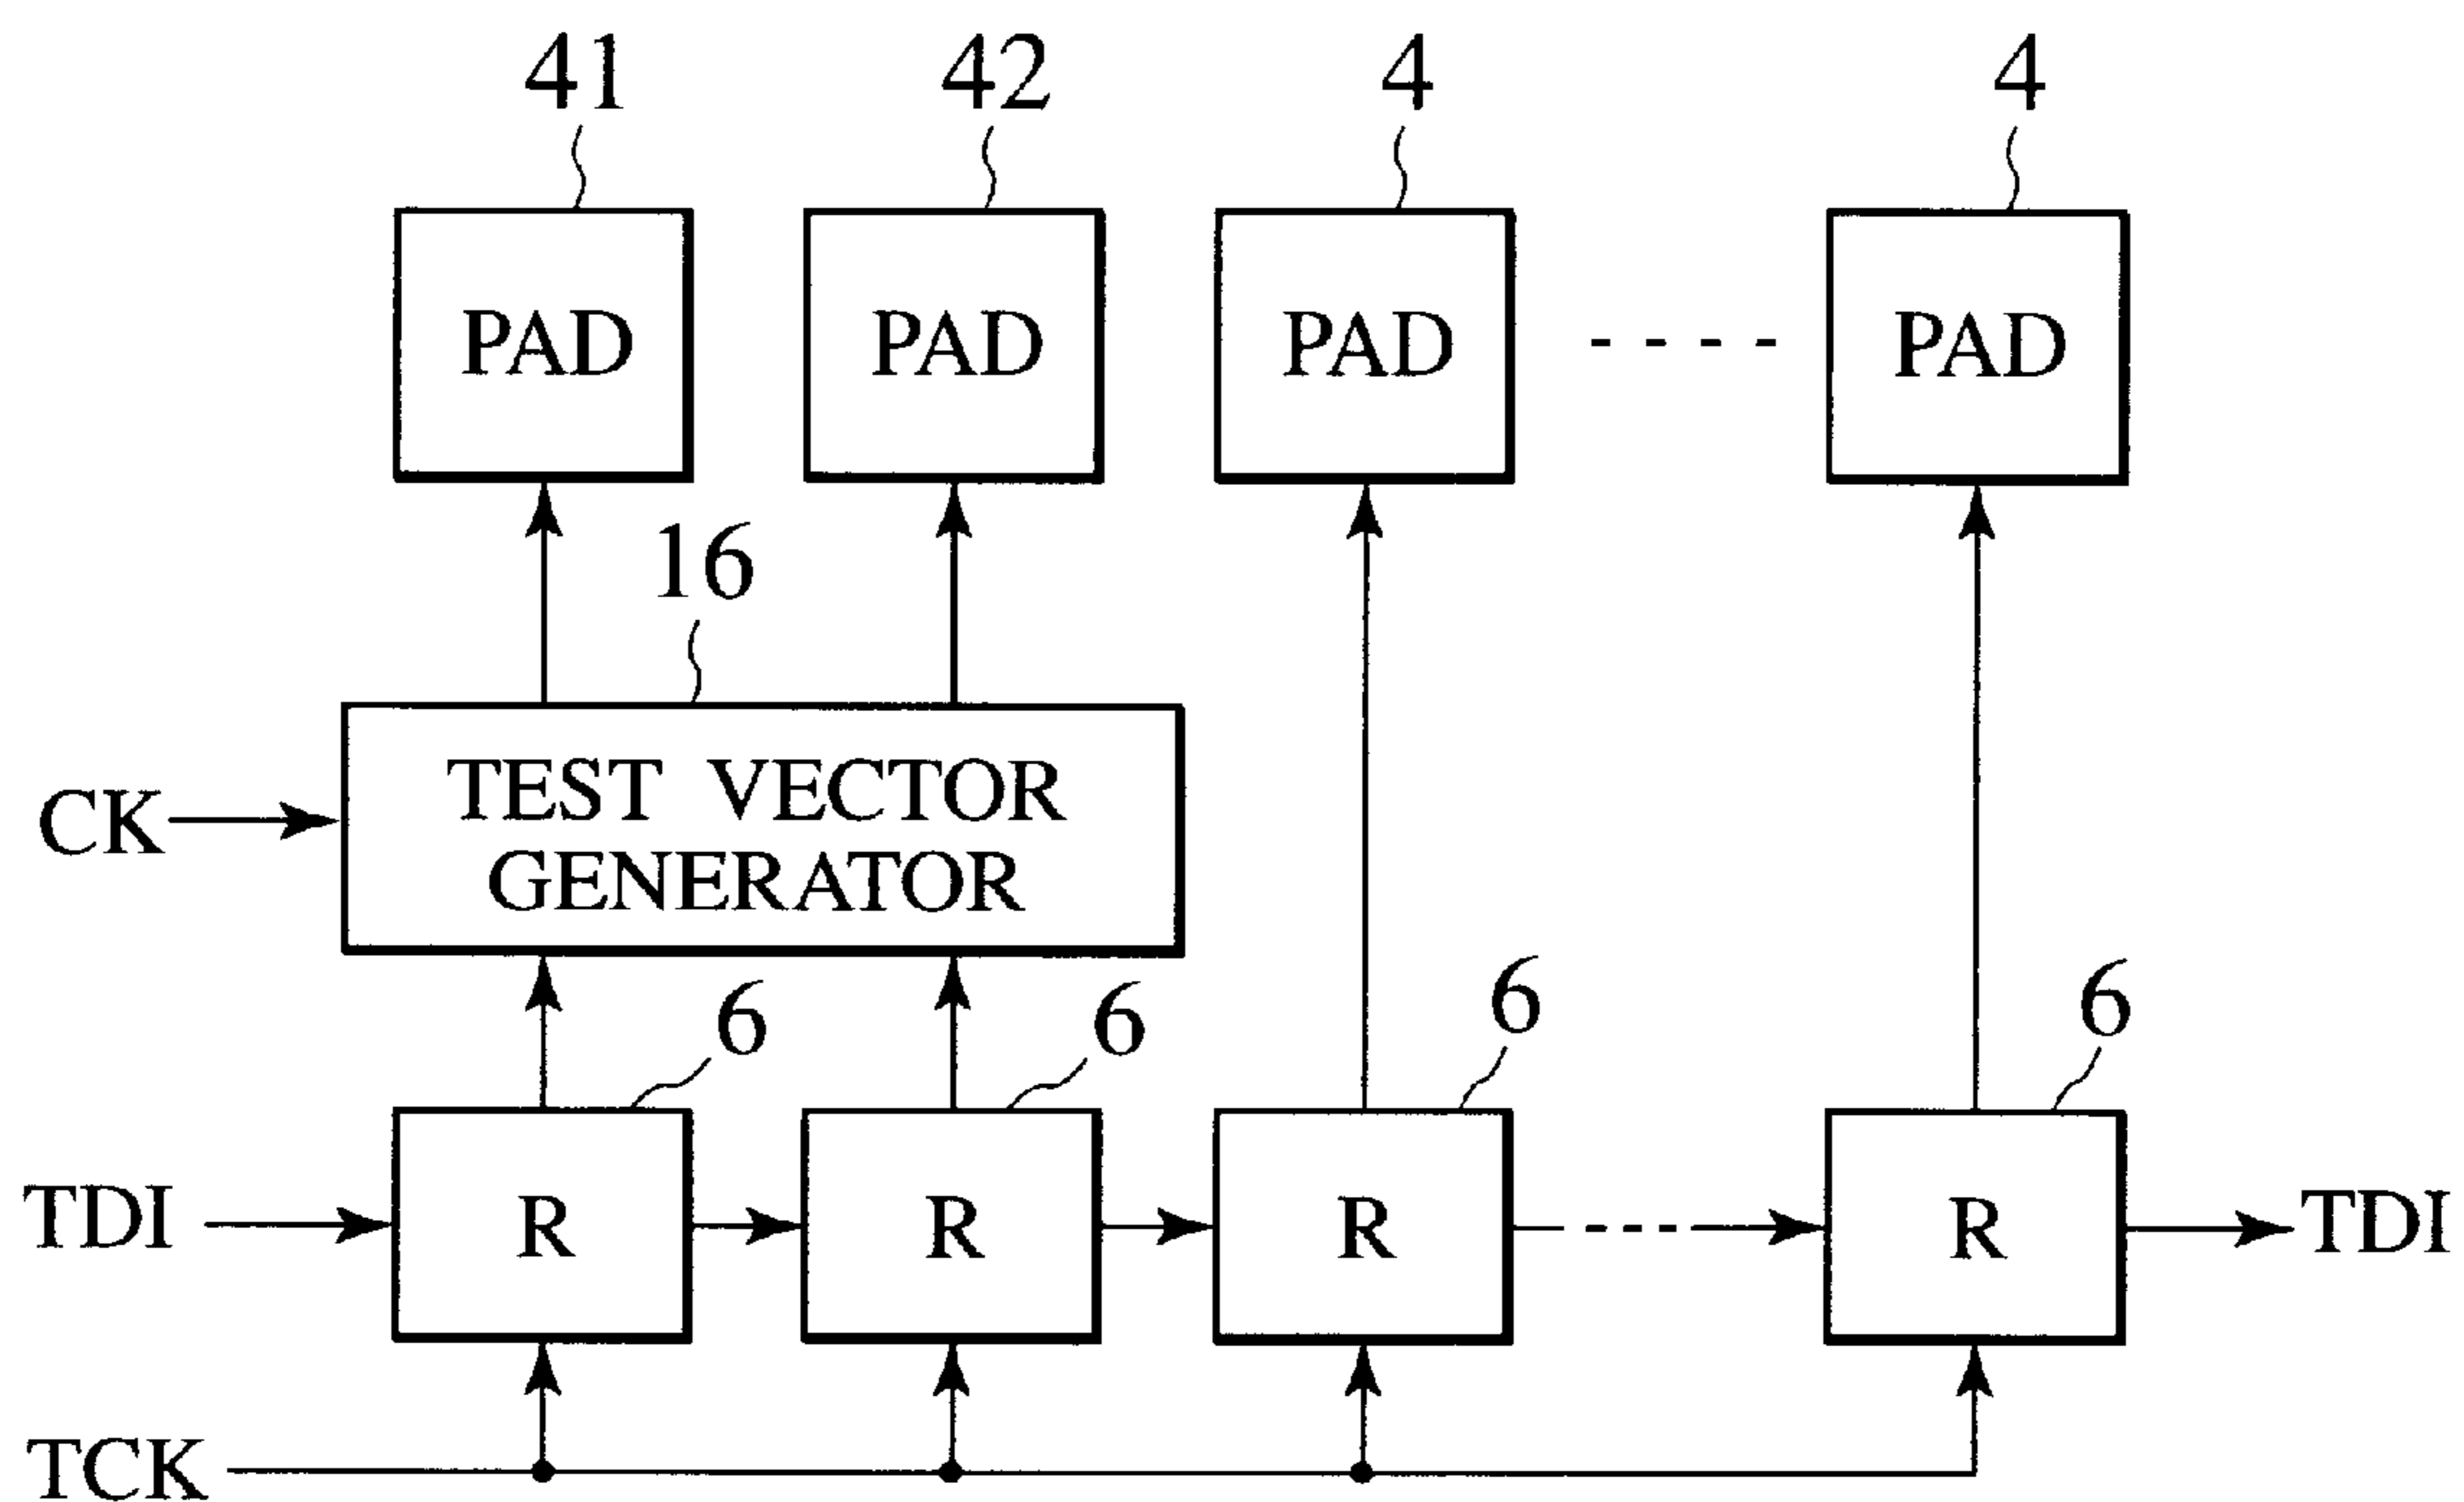 41 42 4 4
PAD PAD PAD PAD
16
CK TEST VECTOR
GENERATOR
6 6 6 6
TDI R R R R TDI
TCK